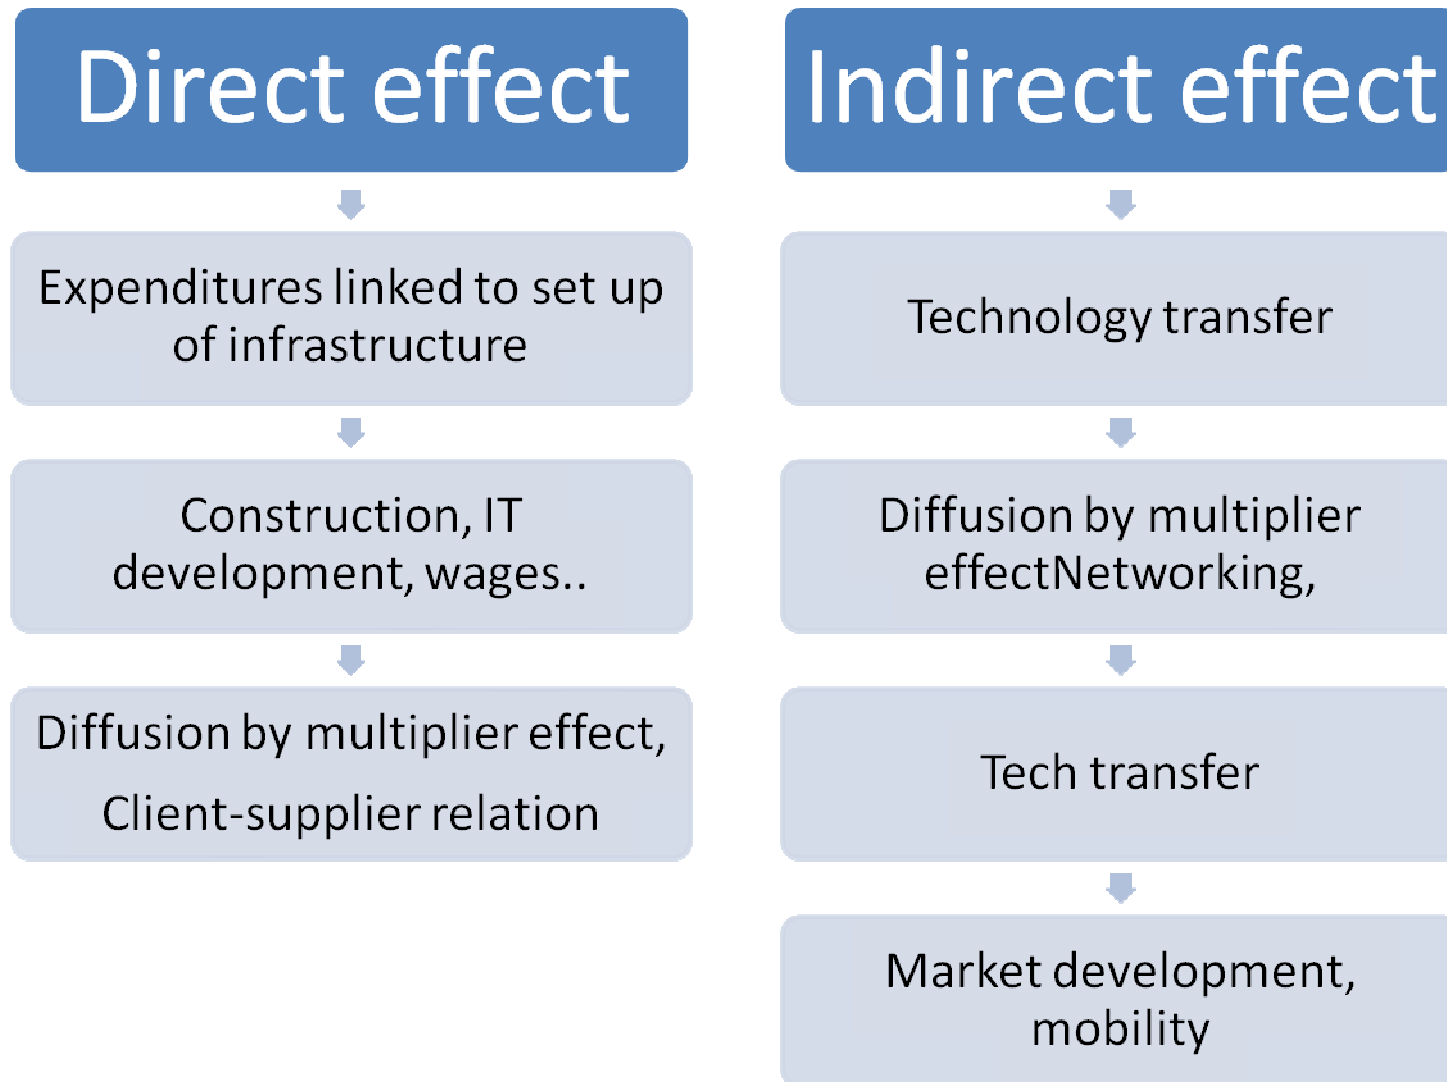 Direct effect
Expenditures linked to set up
of infrastructure
Construction, IT
development, wages..
Diffusion by multiplier effect,
Client-supplier relation
Indirect effect
Technology transfer
Diffusion by multiplier
effectNetworking,
Tech transfer
Market development,
mobility